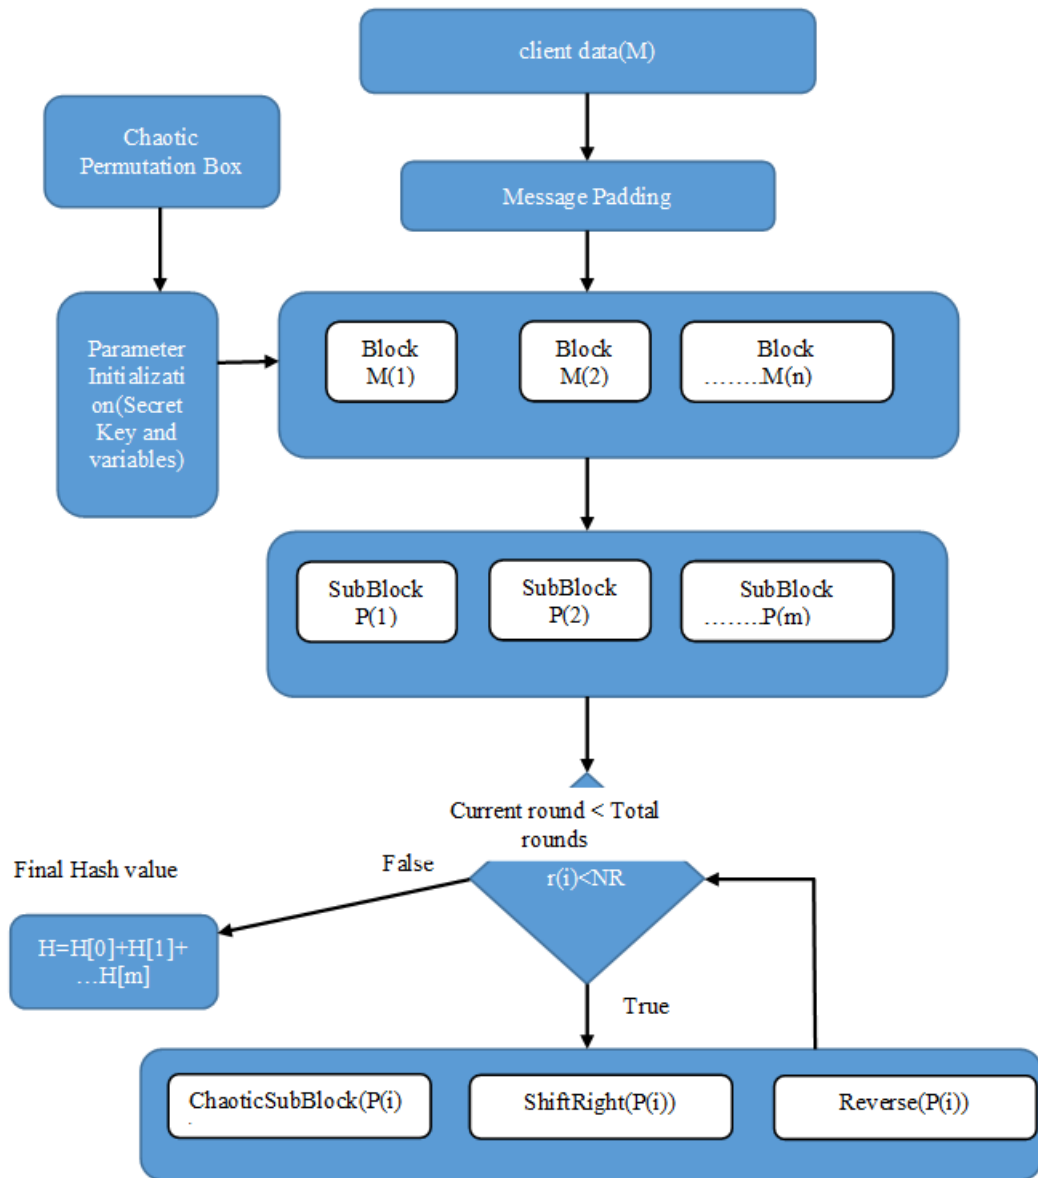 client data(M)
Chaotic
Permutation Box
Message Padding
Parameter
Initializati
on(Secret
Key and
variables)
Block
M(1)
Block
M(2)
Block
........M(n)
SubBlock
P(1)
SubBlock
P(2)
SubBlock
........P(m)
Current round < Total
rounds
r(i)<NR
False
Final Hash value
H=H[0]+H[1]+
…H[m]
True
ChaoticSubBlock(P(i)
ShiftRight(P(i))
Reverse(P(i))